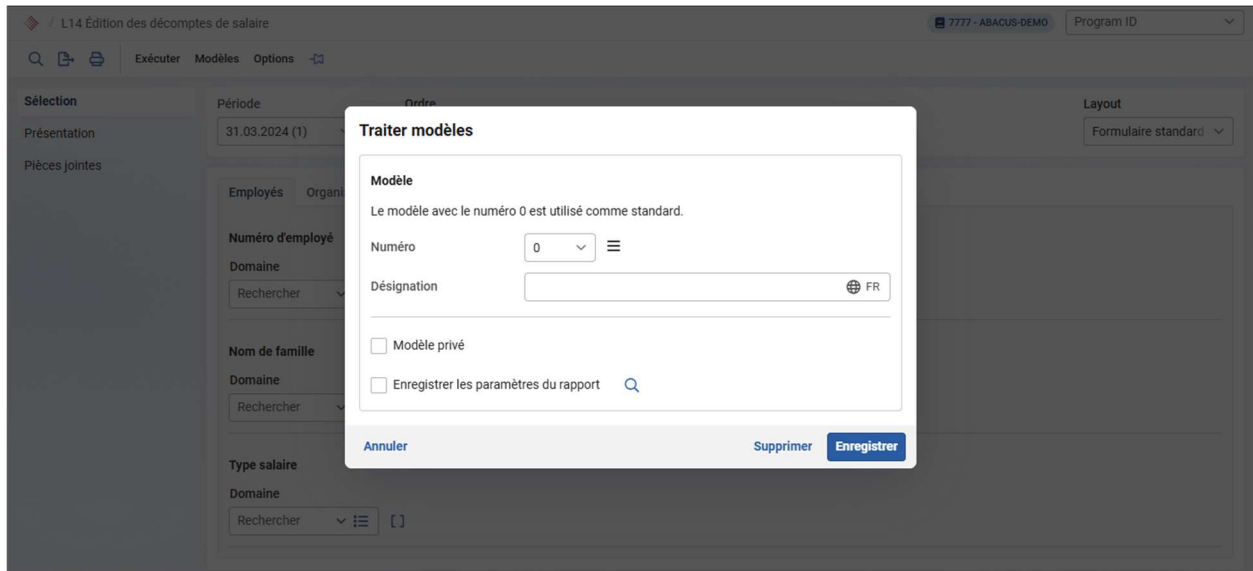 / L14 Édition des décomptes de salaire
7777 - ABACUS-DEMO
Program ID
Exécuter Modèles Options
Sélection
Présentation
Pièces jointes
Période
Ordre
Layout
31.03.2024 (1)
Formulaire standard
Employés
Organi
Numéro d'employé
Domaine
Rechercher
Nom de famille
Domaine
Rechercher
Type salaire
Domaine
Rechercher
[ ]
Traiter modèles
Modèle
Le modèle avec le numéro 0 est utilisé comme standard.
Numéro 0
Désignation FR
Modèle privé
Enregistrer les paramètres du rapport
Annuler Supprimer Enregistrer